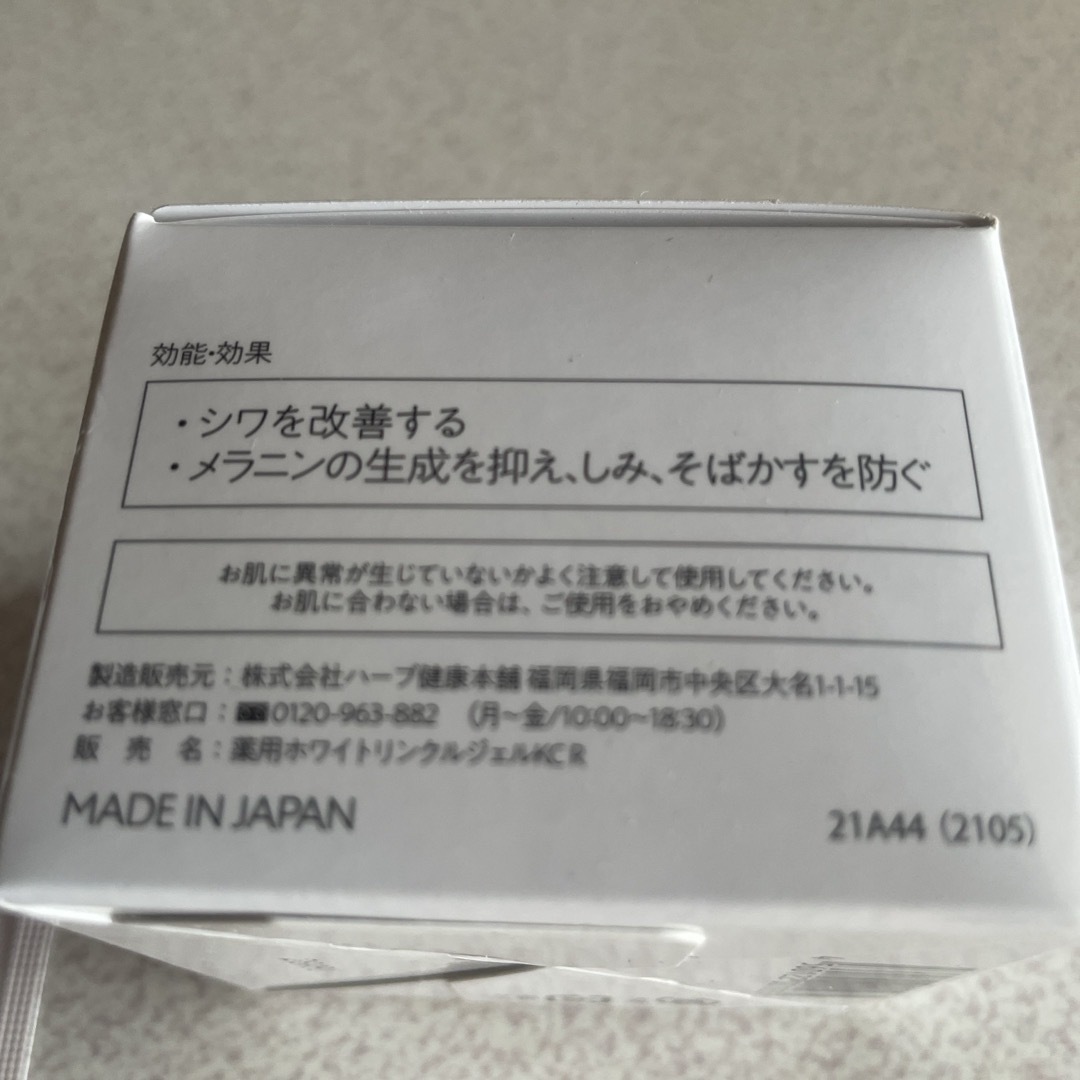 効能・効果
・シワを改善する
・メラニンの生成を抑え、しみ、そばかすを防ぐ
お肌に異常が生じていないかよく注意して使用してください。
お肌に合わない場合は、ご使用をおやめください。
製造販売元：株式会社ハーブ健康本舗 福岡県福岡市中央区大名1-1-15
お客様窓口：0120-963-882 （月～金/10:00～18:30）
販 売 名：薬用ホワイトリンクルジェルKC R
MADE IN JAPAN
21A44（2105）